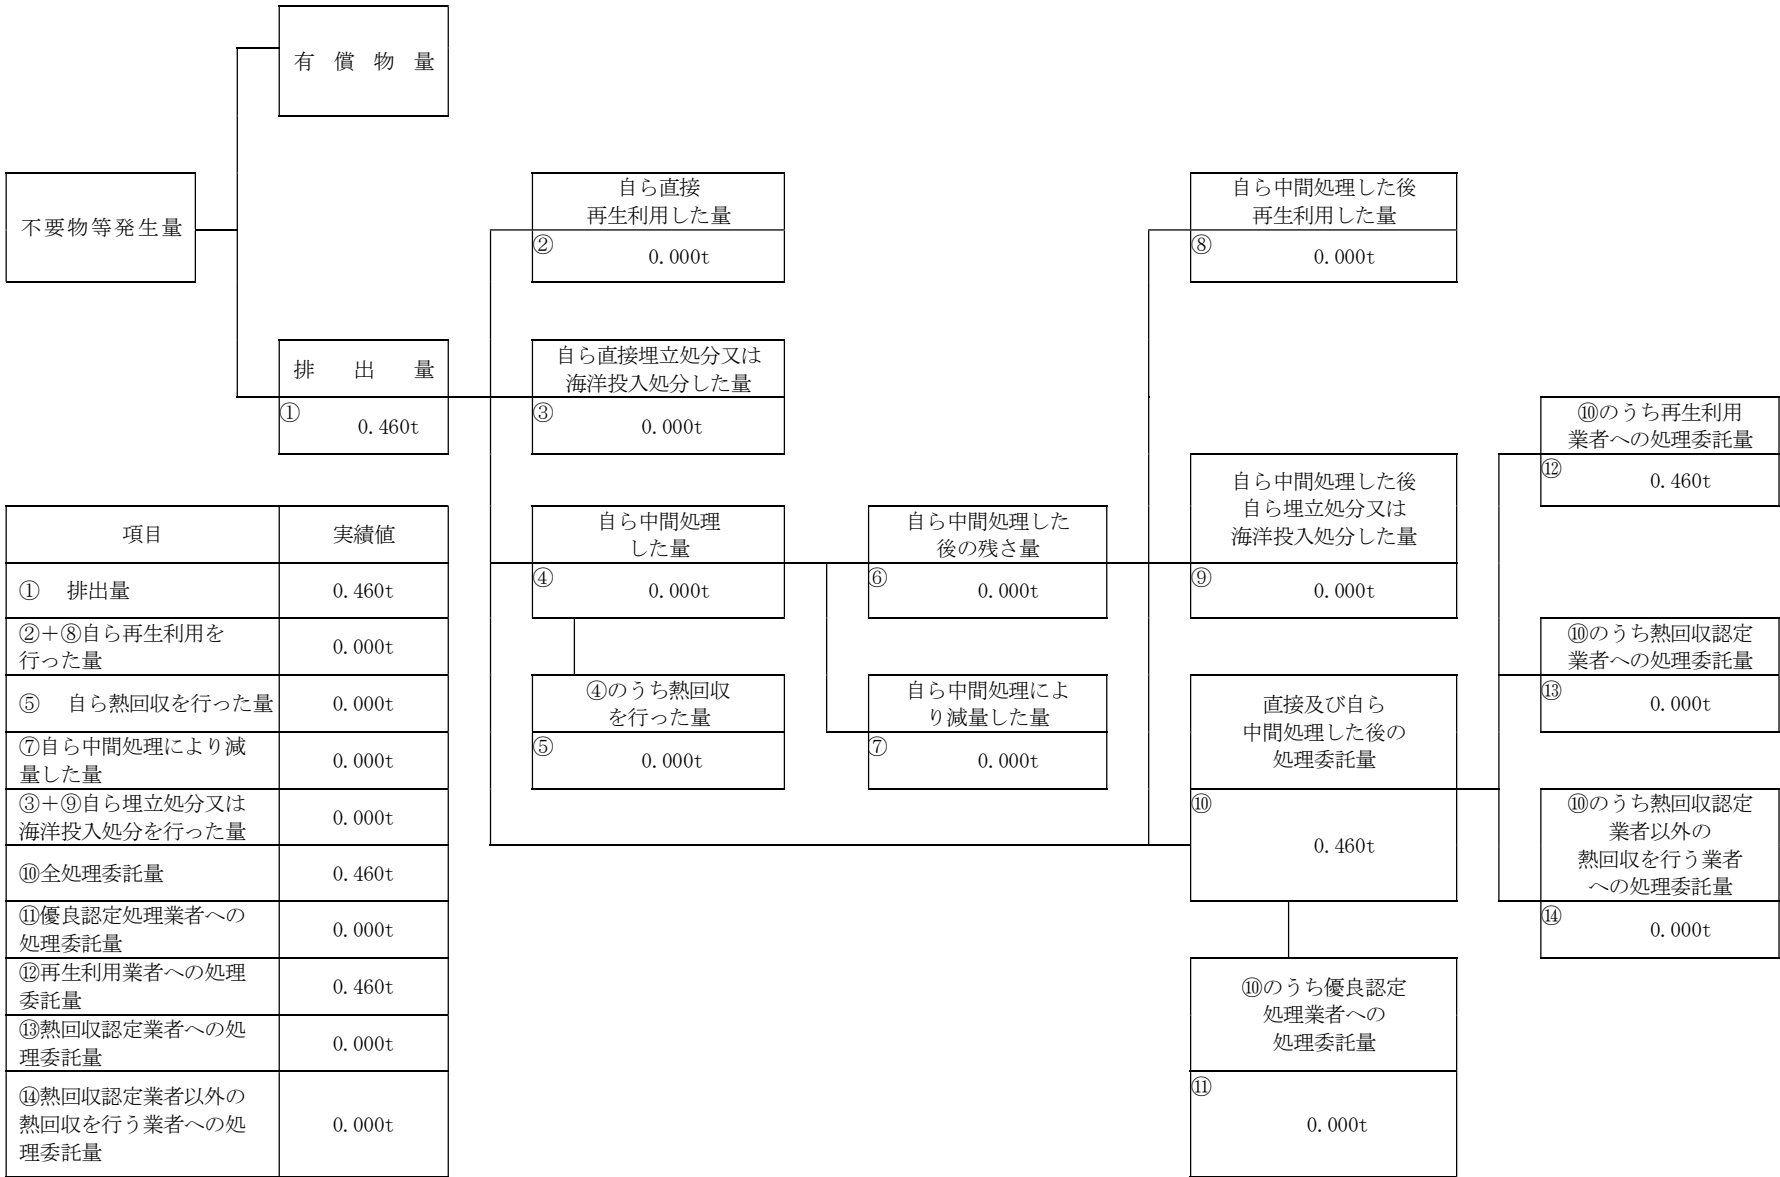 有償物量
不要物等発生量
自ら直接
再生利用した量
② 0.000t
自ら中間処理した後
再生利用した量
⑧ 0.000t
排出量
① 0.460t
自ら直接埋立処分又は
海洋投入処分した量
③ 0.000t
⑩のうち再生利用
業者への処理委託量
⑫ 0.460t
自ら中間処理
した量
④ 0.000t
自ら中間処理した
後の残さ量
⑥ 0.000t
自ら中間処理した後
自ら埋立処分又は
海洋投入処分した量
⑨ 0.000t
⑩のうち熱回収認定
業者への処理委託量
⑬ 0.000t
④のうち熱回収
を行った量
⑤ 0.000t
自ら中間処理によ
り減量した量
⑦ 0.000t
直接及び自ら
中間処理した後の
処理委託量
⑩ 0.460t
⑩のうち熱回収認定
業者以外の
熱回収を行う業者
への処理委託量
⑭ 0.000t
⑩のうち優良認定
処理業者への
処理委託量
⑪ 0.000t
項目 実績値
① 排出量 0.460t
②＋⑧自ら再生利用を
行った量 0.000t
⑤ 自ら熱回収を行った量 0.000t
⑦自ら中間処理により減
量した量 0.000t
③＋⑨自ら埋立処分又は
海洋投入処分を行った量 0.000t
⑩全処理委託量 0.460t
⑪優良認定処理業者への
処理委託量 0.000t
⑫再生利用業者への処理
委託量 0.460t
⑬熱回収認定業者への処
理委託量 0.000t
⑭熱回収認定業者以外の
熱回収を行う業者への処
理委託量 0.000t